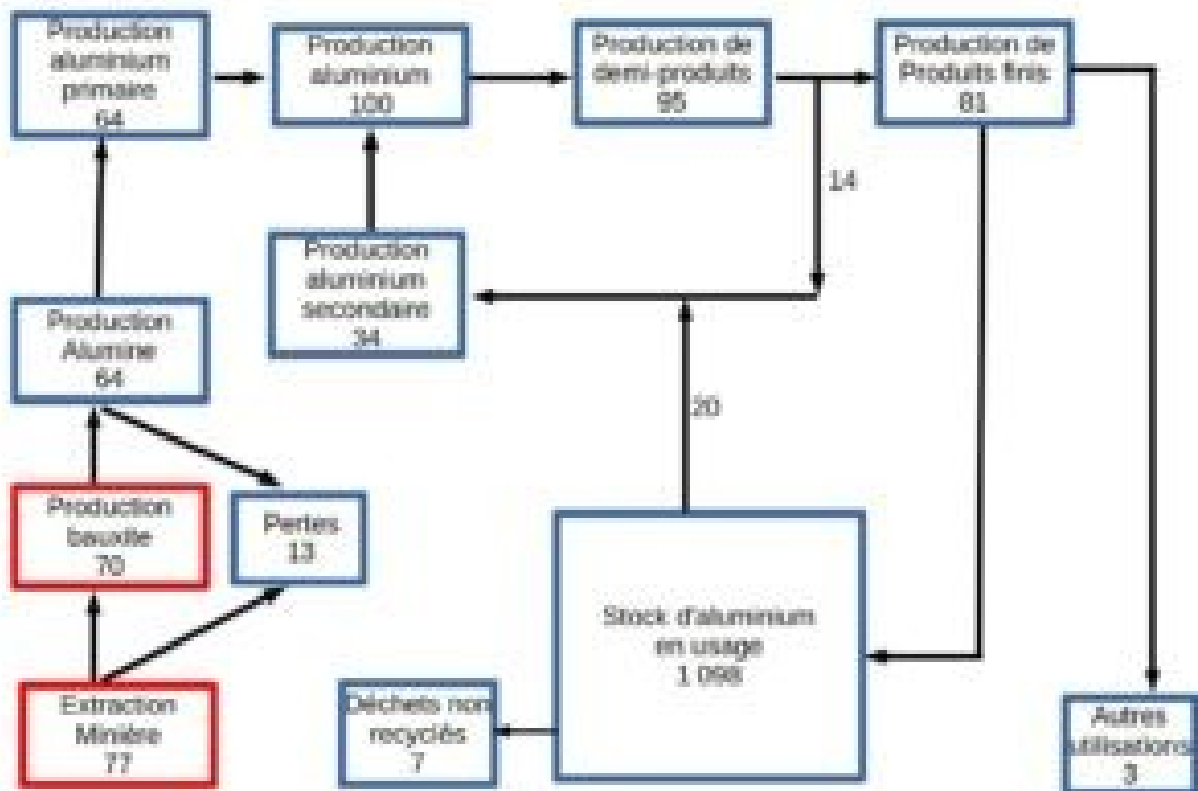 Production
aluminium
primaire
64
Production
aluminium
100
Production de
demi-produits
95
Production de
Produits finis
81
14
Production
aluminium
secondaire
34
Production
Alumine
64
20
Production
bauxite
70
Pertes
13
Stock d'aluminium
en usage
1 098
Extraction
Minière
77
Déchets non
recyclés
7
Autres
utilisations
3